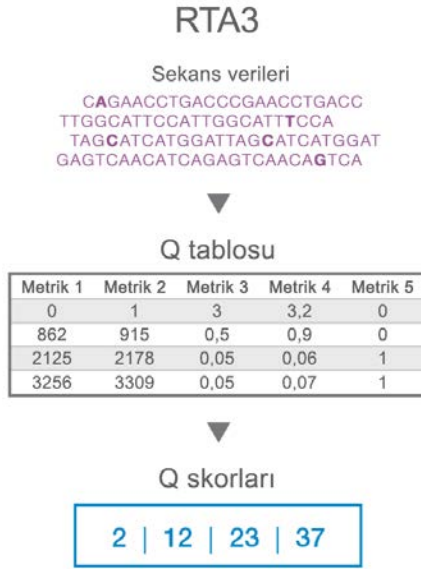 RTA3
Sekans verileri
CAGAACCTGACCCGAACCTGACC
TTGGCATTCCATTGGCATTTCCA
TAGCATCATGGATTAGCATCATGGAT
GAGTCAACATCAGAGTCAACAGTCA
Q tablosu
Metrik 1 Metrik 2 Metrik 3 Metrik 4 Metrik 5
0 1 3 3,2 0
862 915 0,5 0,9 0
2125 2178 0,05 0,06 1
3256 3309 0,05 0,07 1
Q skorları
2 | 12 | 23 | 37